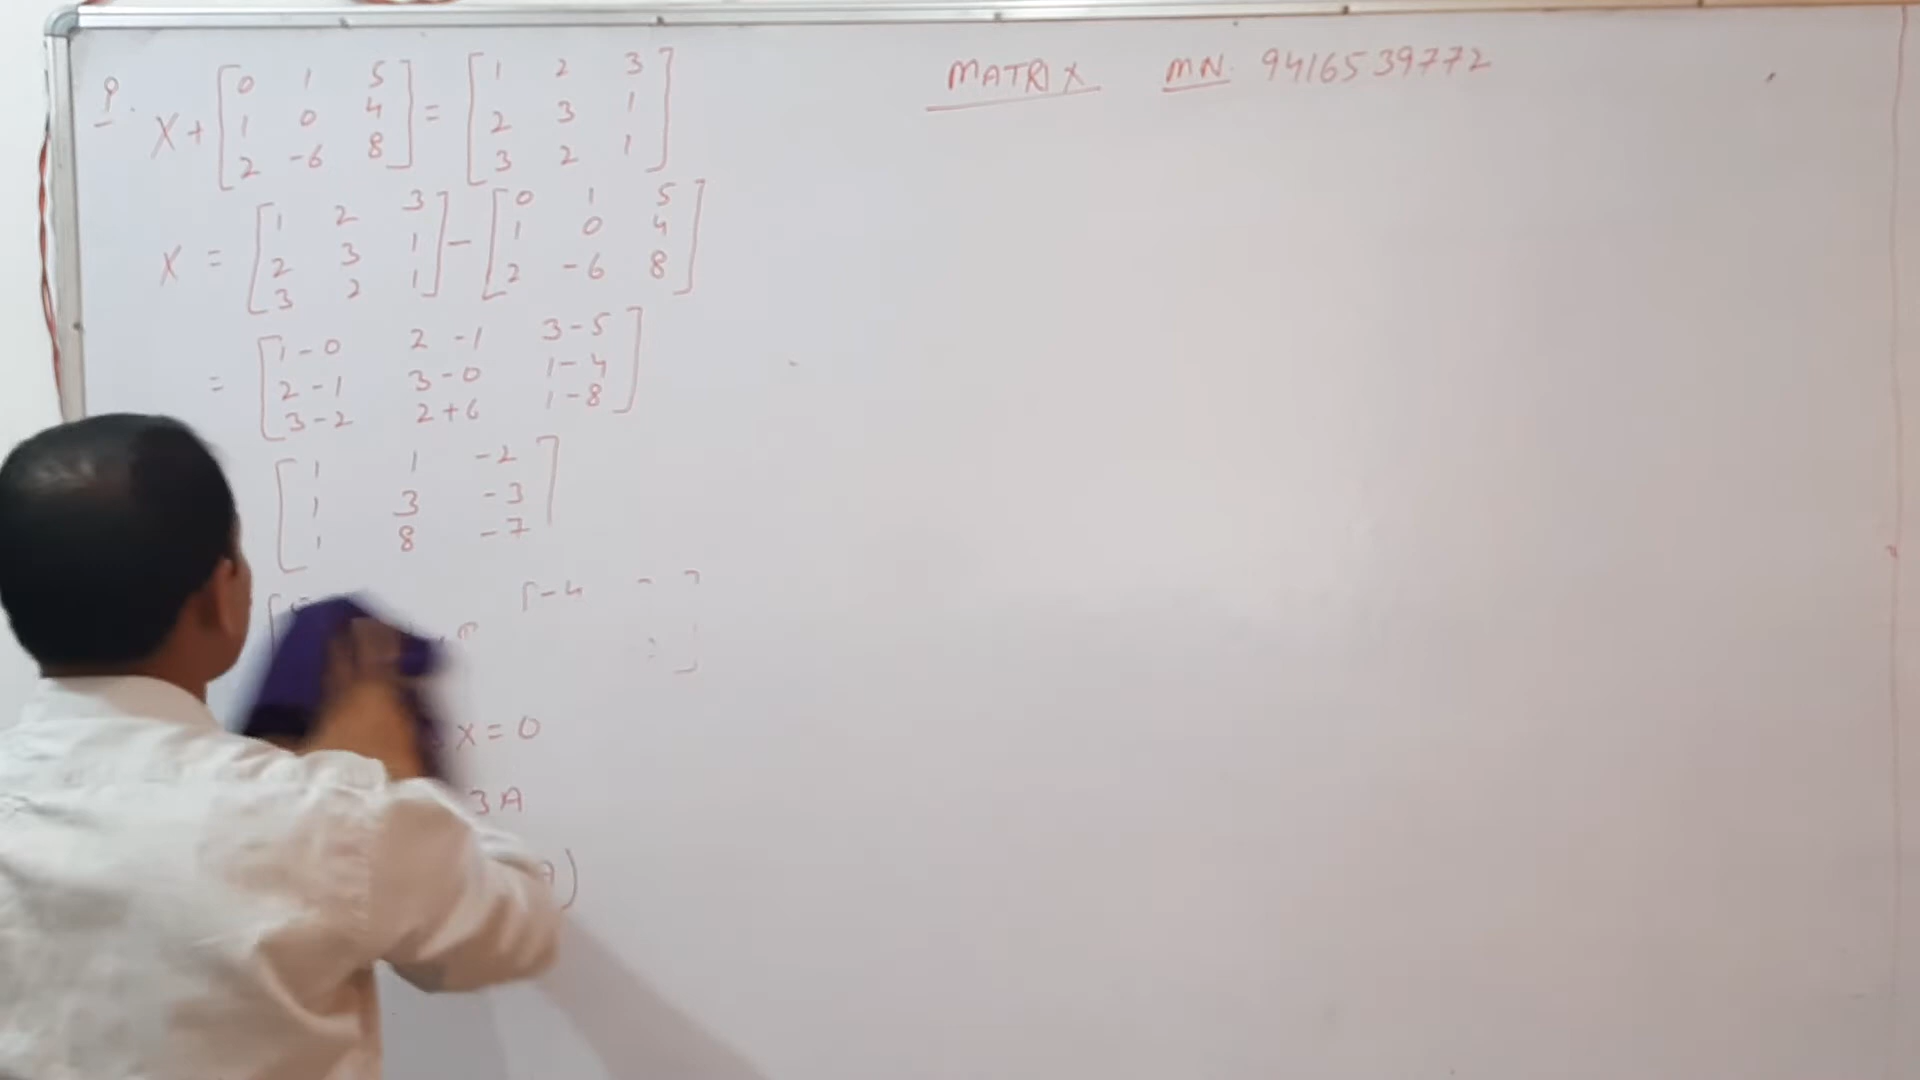 MATRIX MN. 9416539772
Q. X + [0 1 5 = [1 2 3
1 0 4 2 3 1
2 -6 8] 3 2 1]
X = [1 2 3 - [0 1 5
2 3 1 1 0 4
3 2 1] 2 -6 8]
= [1-0 2-1 3-5
2-1 3-0 1-4
3-2 2+6 1-8]
[1 1 -2
1 3 -3
1 8 -7]
x = 0
3A
)